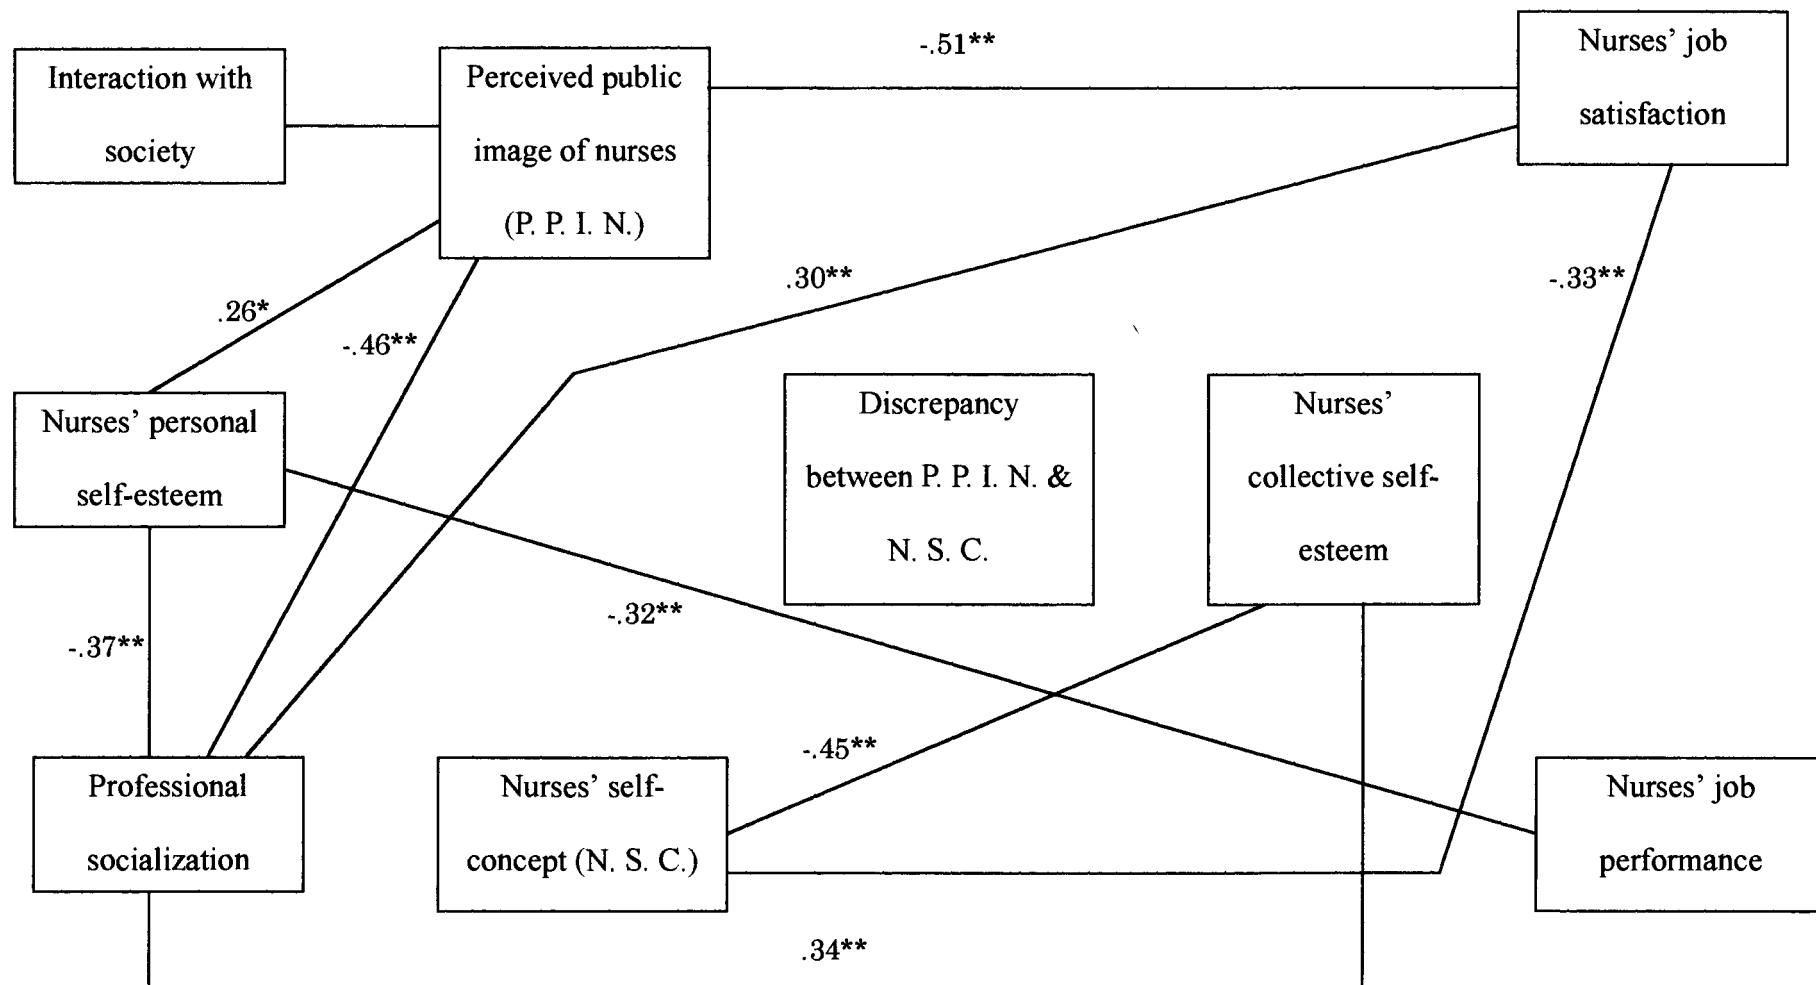 Interaction with
society
Perceived public
image of nurses
(P. P. I. N.)
-.51**
Nurses' job
satisfaction
.26*
-.46**
.30**
-.33**
Nurses' personal
self-esteem
Discrepancy
between P. P. I. N. &
N. S. C.
Nurses'
collective self-
esteem
-.37**
-.32**
-.45**
Professional
socialization
Nurses' self-
concept (N. S. C.)
Nurses' job
performance
.34**